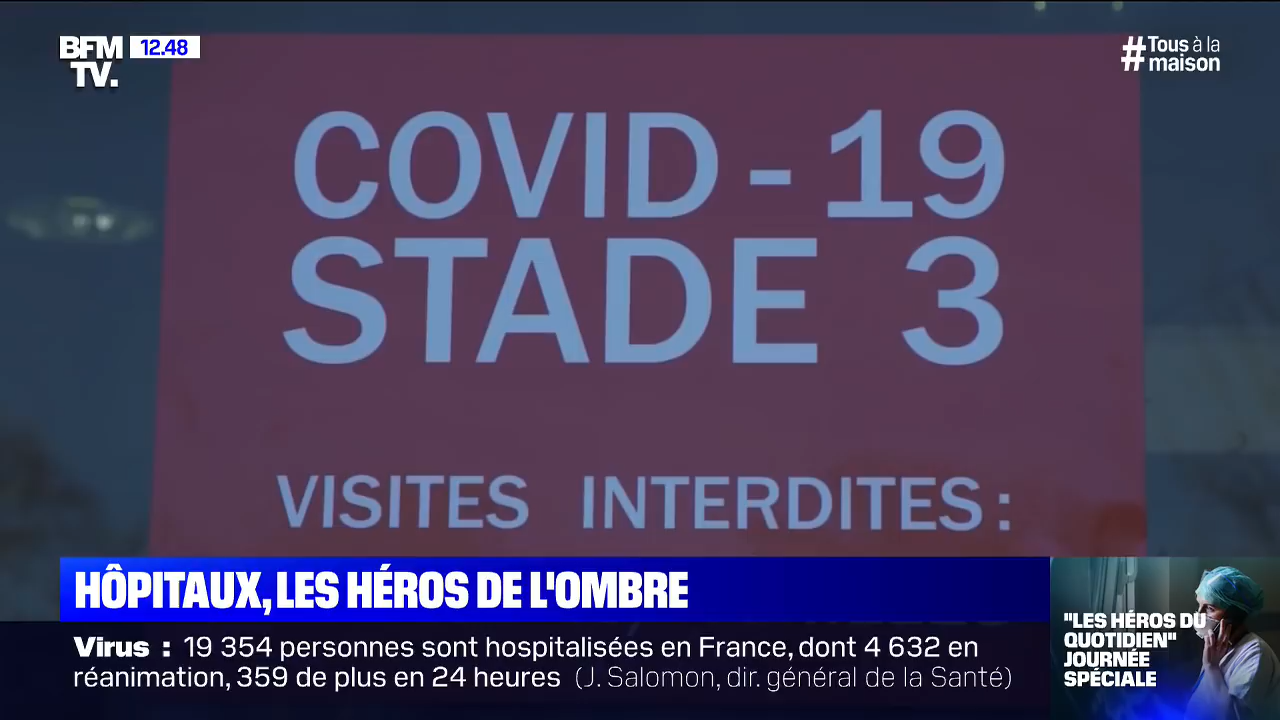 BFM
TV.
12.48
#Tous à la
maison
COVID-19
STADE 3
VISITES INTERDITES :
HÔPITAUX, LES HÉROS DE L'OMBRE
Virus : 19 354 personnes sont hospitalisées en France, dont 4 632 en
réanimation, 359 de plus en 24 heures (J. Salomon, dir. général de la Santé)
"LES HÉROS DU
QUOTIDIEN"
JOURNÉE
SPÉCIALE